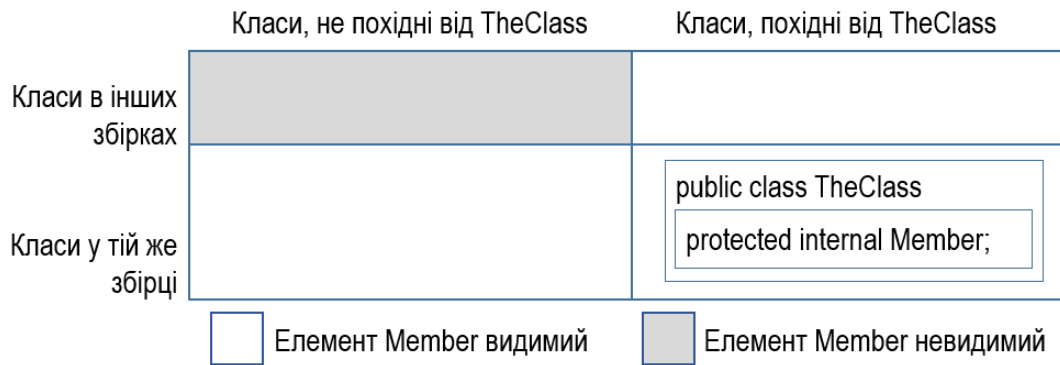 Класи, не похідні від TheClass
Класи, похідні від TheClass
Класи в інших
збірках
public class TheClass
protected internal Member;
Класи у тій же
збірці
Елемент Member видимий
Елемент Member невидимий